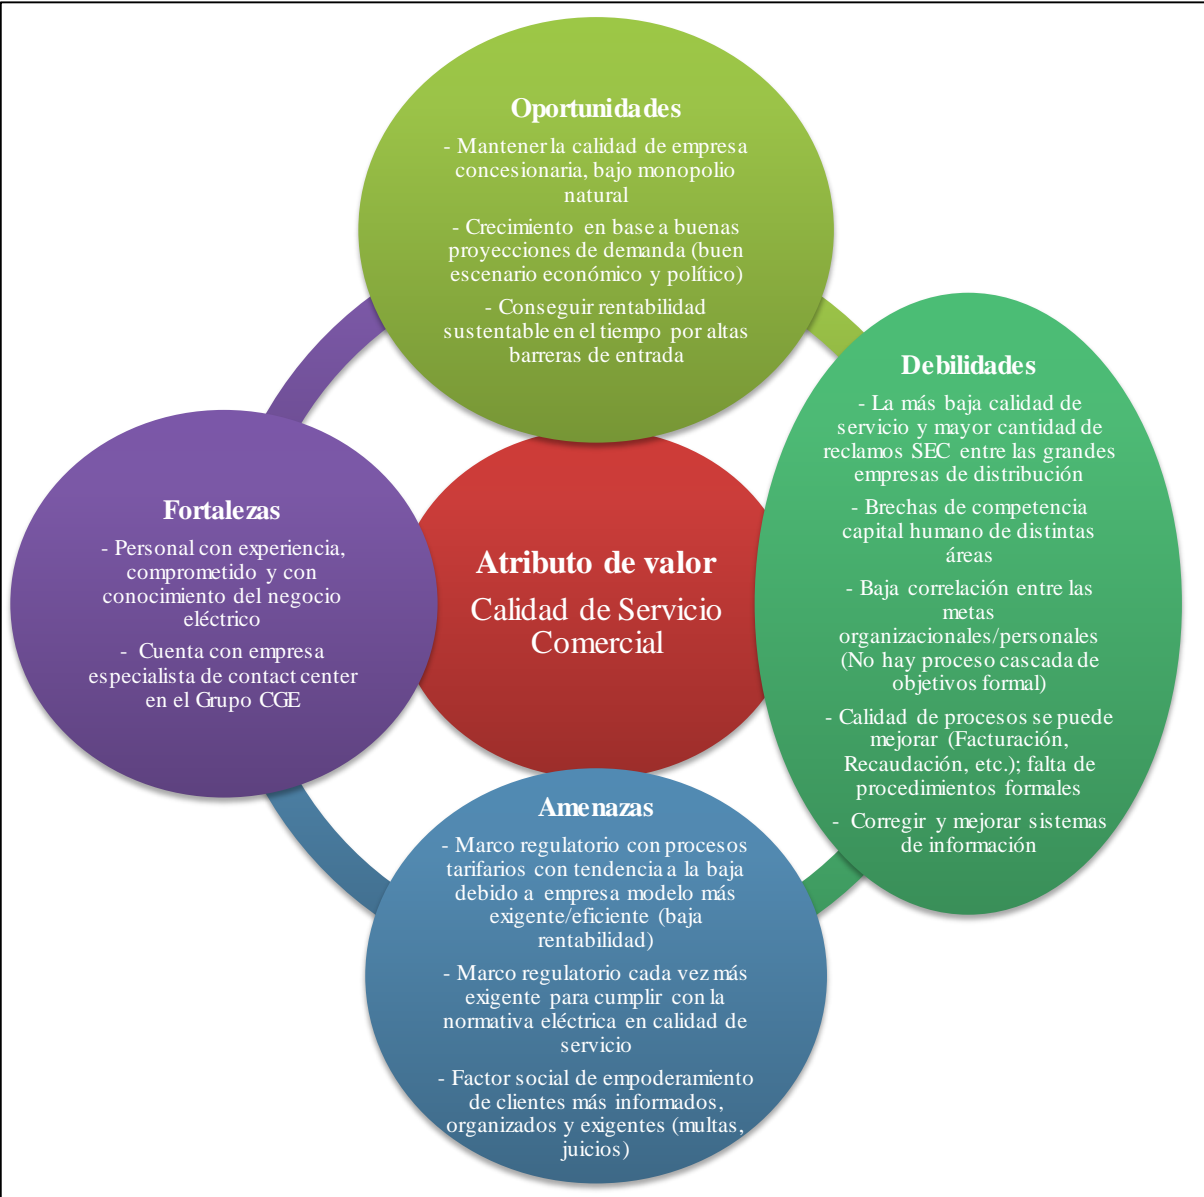 Oportunidades
- Mantener la calidad de empresa
concesionaria, bajo monopolio
natural
- Crecimiento en base a buenas
proyecciones de demanda (buen
escenario económico y político)
- Conseguir rentabilidad
sustentable en el tiempo por altas
barreras de entrada
Debilidades
- La más baja calidad de
servicio y mayor cantidad de
reclamos SEC entre las grandes
empresas de distribución
- Brechas de competencia
capital humano de distintas
áreas
- Baja correlación entre las
metas
organizacionales/personales
(No hay proceso cascada de
objetivos formal)
- Calidad de procesos se puede
mejorar (Facturación,
Recaudación, etc.); falta de
procedimientos formales
- Corregir y mejorar sistemas
de información
Fortalezas
- Personal con experiencia,
comprometido y con
conocimiento del negocio
eléctrico
- Cuenta con empresa
especialista de contact center
en el Grupo CGE
Atributo de valor
Calidad de Servicio
Comercial
Amenazas
- Marco regulatorio con procesos
tarifarios con tendencia a la baja
debido a empresa modelo más
exigente/eficiente (baja
rentabilidad)
- Marco regulatorio cada vez más
exigente para cumplir con la
normativa eléctrica en calidad de
servicio
- Factor social de empoderamiento
de clientes más informados,
organizados y exigentes (multas,
juicios)